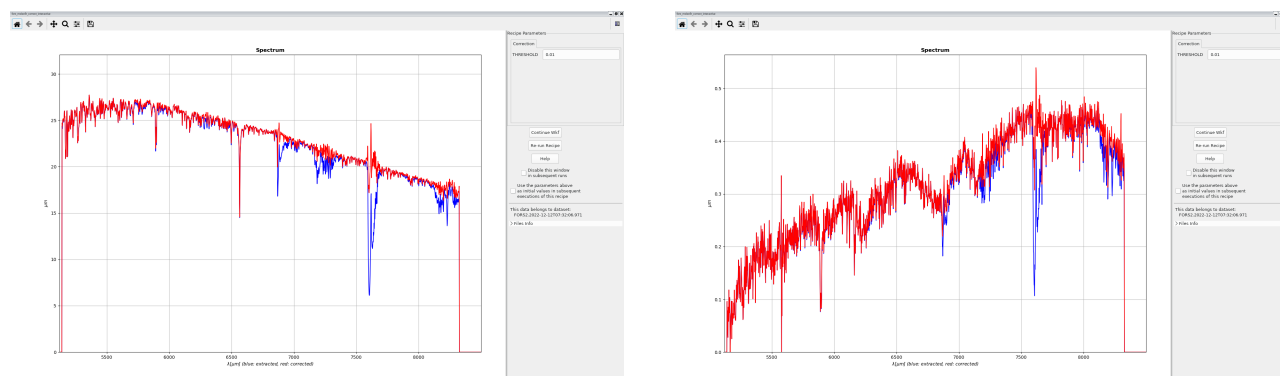 Spectrum
30
25
20
15
10
5
0
5500
6000
6500
7000
7500
8000
μm
λ[μm] (blue: extracted, red: corrected)
Recipe Parameters
Correction
THRESHOLD
0.01
Continue Wkf
Re-run Recipe
Help
Disable this window
in subsequent runs
Use the parameters above
as initial values in subsequent
executions of this recipe
This data belongs to dataset:
FORS2.2022-12-12T07:32:06.971
Files info
Spectrum
0.5
0.4
0.3
0.2
0.1
0.0
5500
6000
6500
7000
7500
8000
μm
λ[μm] (blue: extracted, red: corrected)
Recipe Parameters
Correction
THRESHOLD
0.01
Continue Wkf
Re-run Recipe
Help
Disable this window
in subsequent runs
Use the parameters above
as initial values in subsequent
executions of this recipe
This data belongs to dataset:
FORS2.2022-12-12T07:32:06.971
Files info